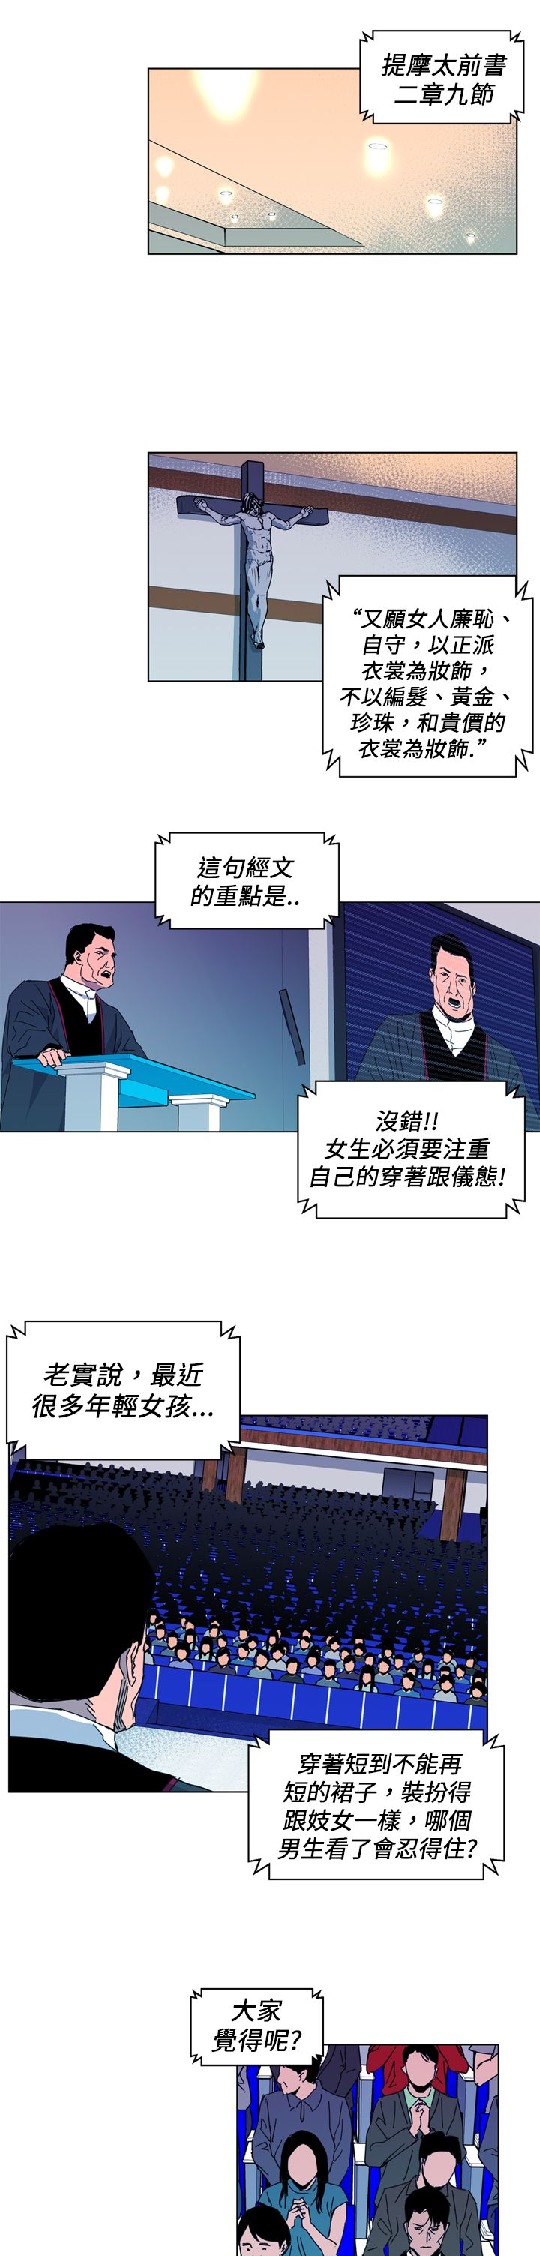 提摩太前書
二章九節
“又願女人廉恥、
自守，以正派
衣裳為妝飾，
不以編髮、黃金、
珍珠，和貴價的
衣裳為妝飾.”
這句經文
的重點是..
沒錯!!
女生必須要注重
自己的穿著跟儀態!
老實說，最近
很多年輕女孩...
穿著短到不能再
短的裙子，裝扮得
跟妓女一樣，哪個
男生看了會忍得住?
大家
覺得呢?